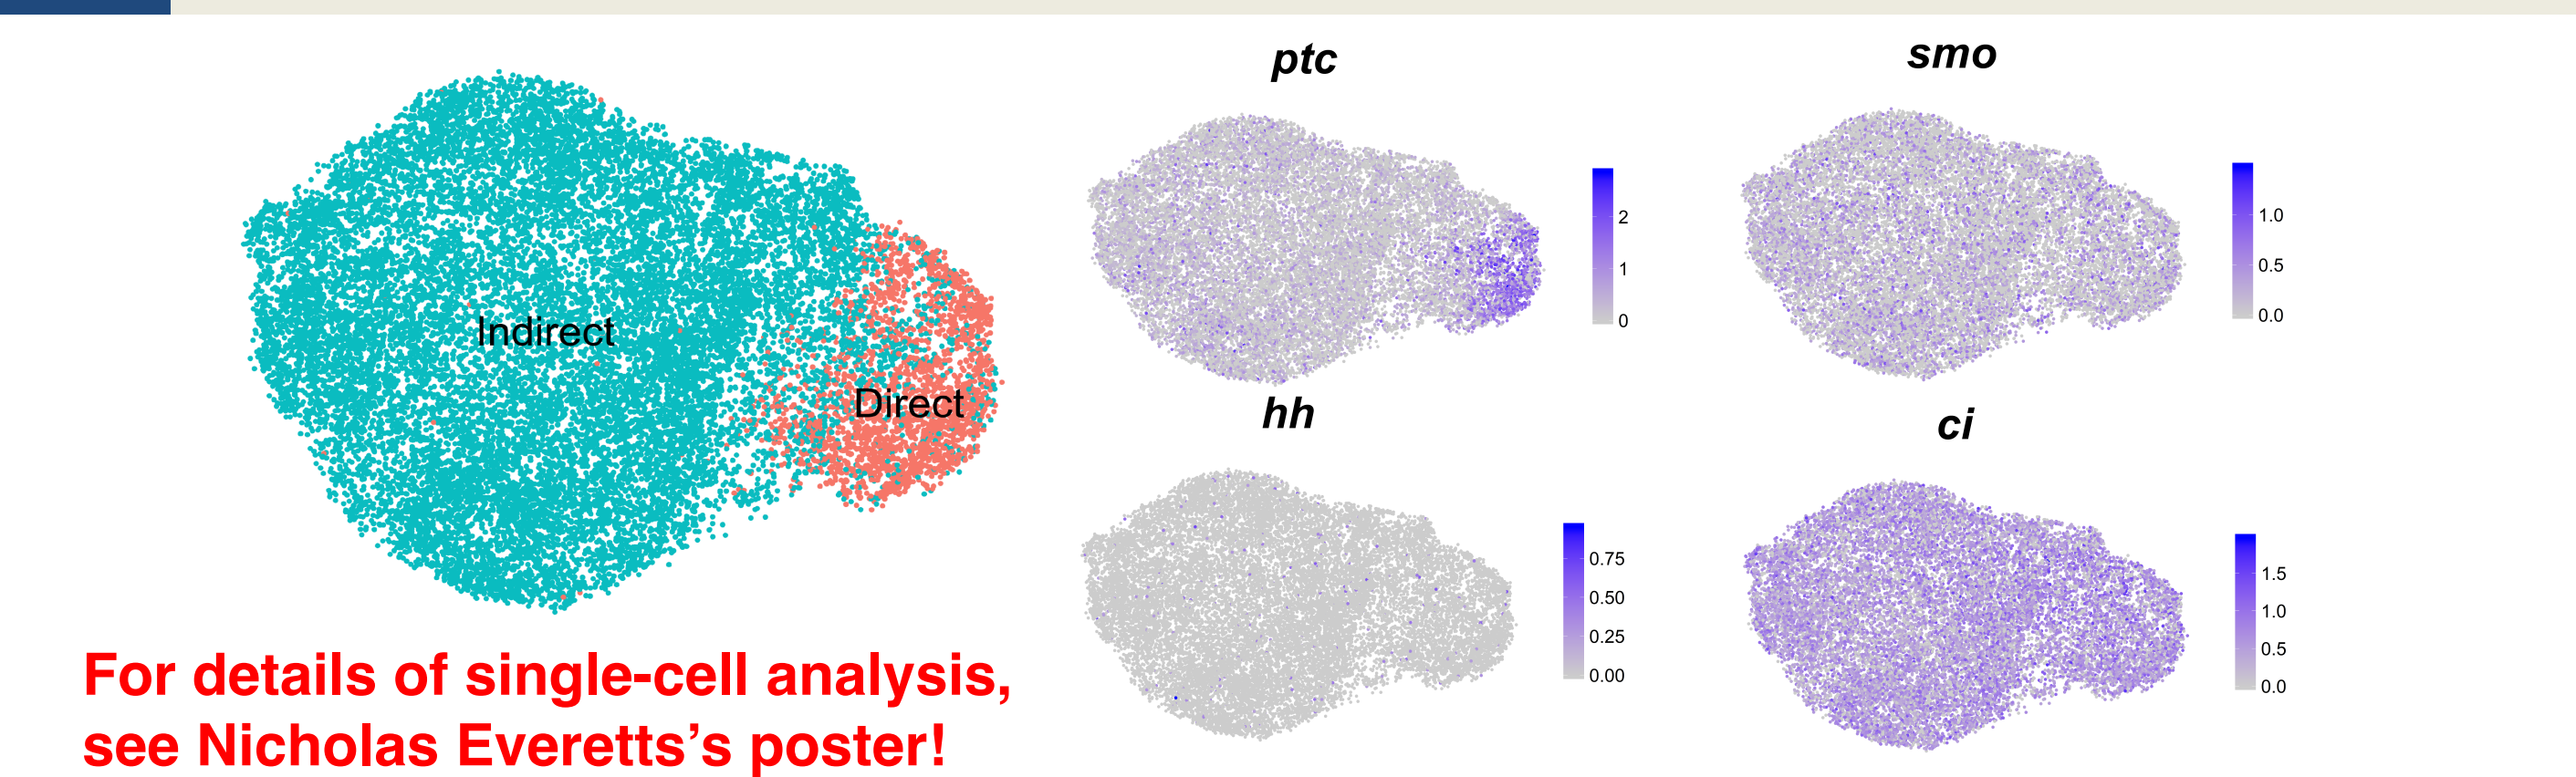 ptc
smo
2
1
0
1.0
0.5
0.0
Indirect
Direct
hh
ci
0.75
0.50
0.25
0.00
1.5
1.0
0.5
0.0
For details of single-cell analysis,
see Nicholas Everetts’s poster!